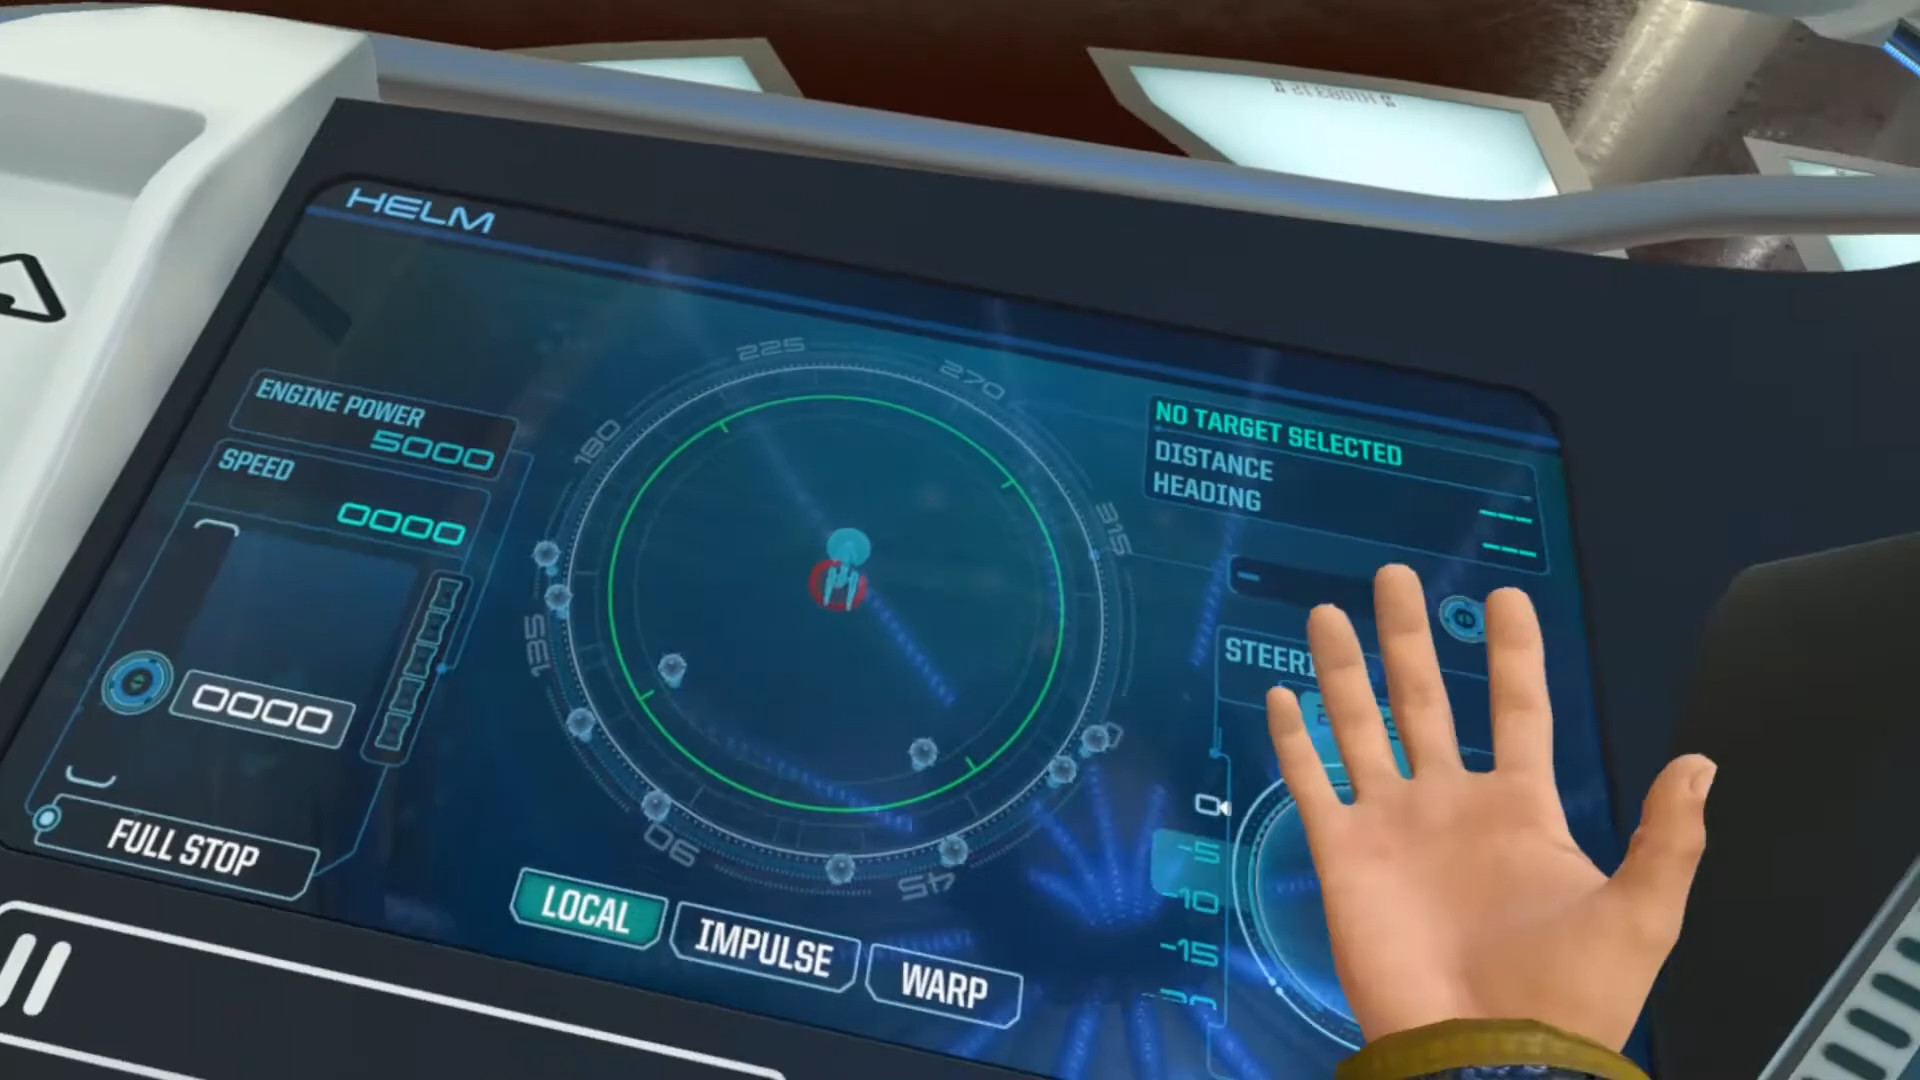 HELM
ENGINE POWER
5000
SPEED
0000
0000
FULL STOP
225
270
180
315
135
90
45
LOCAL
IMPULSE
WARP
NO TARGET SELECTED
DISTANCE
---
HEADING
---
-5
-10
-15